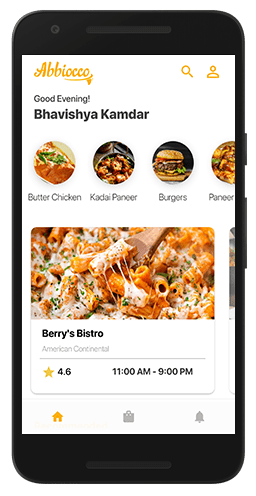 Abbiocco
Good Evening!
Bhavishya Kamdar
Butter Chicken Kadai Paneer Burgers Paneer
Berry's Bistro
American Continental
4.6 11:00 AM - 9:00 PM